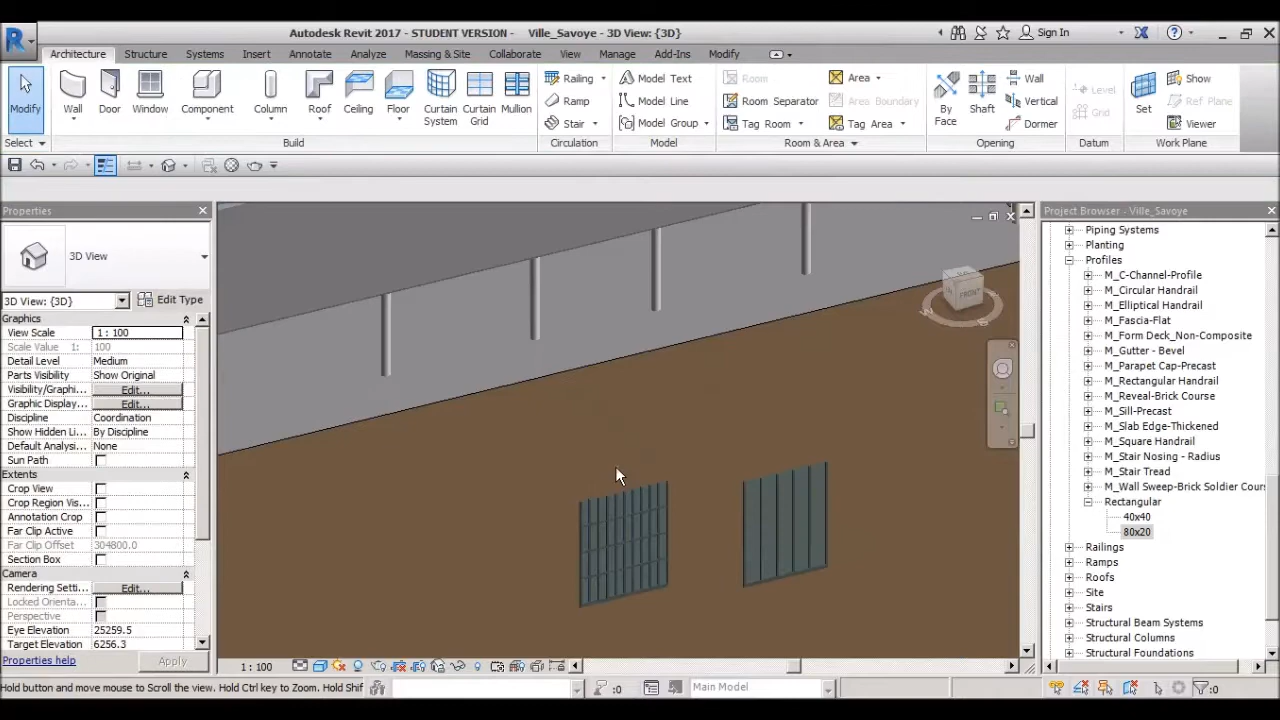 Autodesk Revit 2017 - STUDENT VERSION - Ville_Savoye - 3D View: {3D}
Sign In
Architecture Structure Systems Insert Annotate Analyze Massing & Site Collaborate View Manage Add-Ins Modify
Modify
Wall
Door
Window
Component
Column
Roof
Ceiling
Floor
Curtain System
Curtain Grid
Mullion
Railing
Ramp
Stair
Model Text
Model Line
Model Group
Room
Room Separator
Tag Room
Area
Area Boundary
Tag Area
By Face
Shaft
Wall
Vertical
Dormer
Level
Grid
Set
Show
Ref Plane
Viewer
Select Build Circulation Model Room & Area Opening Datum Work Plane
Properties
3D View
3D View: {3D} Edit Type
Graphics
View Scale 1 : 100
Scale Value 1: 100
Detail Level Medium
Parts Visibility Show Original
Visibility/Graphi... Edit...
Graphic Display... Edit...
Discipline Coordination
Show Hidden Li... By Discipline
Default Analysi... None
Sun Path
Extents
Crop View
Crop Region Vis...
Annotation Crop
Far Clip Active
Far Clip Offset 304800.0
Section Box
Camera
Rendering Setti... Edit...
Locked Orienta...
Perspective
Eye Elevation 25259.5
Target Elevation 6256.3
Properties help Apply
FRONT
Project Browser - Ville_Savoye
Piping Systems
Planting
Profiles
M_C-Channel-Profile
M_Circular Handrail
M_Elliptical Handrail
M_Fascia-Flat
M_Form Deck_Non-Composite
M_Gutter - Bevel
M_Parapet Cap-Precast
M_Rectangular Handrail
M_Reveal-Brick Course
M_Sill-Precast
M_Slab Edge-Thickened
M_Square Handrail
M_Stair Nosing - Radius
M_Stair Tread
M_Wall Sweep-Brick Soldier Cour
Rectangular
40x40
80x20
Railings
Ramps
Roofs
Site
Stairs
Structural Beam Systems
Structural Columns
Structural Foundations
1 : 100
Hold button and move mouse to Scroll the view. Hold Ctrl key to Zoom. Hold Shif
:0
Main Model
:0